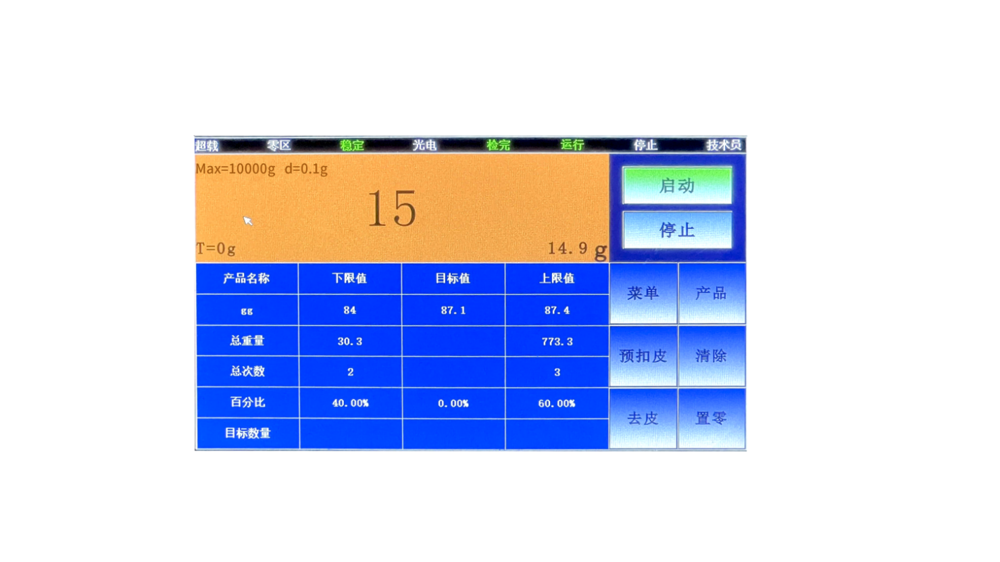 超载 零区 稳定 光电 检完 运行 停止 技术员
Max=10000g d=0.1g
15
T=0g
14.9 g
启动
停止
产品名称 下限值 目标值 上限值
gg 84 87.1 87.4
总重量 30.3 773.3
总次数 2 3
百分比 40.00% 0.00% 60.00%
目标数量
菜单 产品
预扣皮 清除
去皮 置零